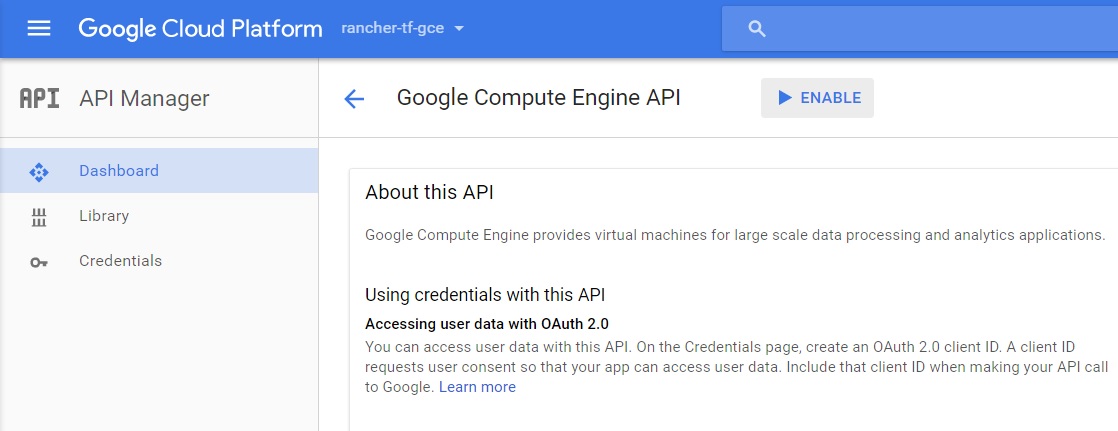 Google Cloud Platform rancher-tf-gce
API API Manager
Google Compute Engine API ENABLE
Dashboard
Library
Credentials
About this API
Google Compute Engine provides virtual machines for large scale data processing and analytics applications.
Using credentials with this API
Accessing user data with OAuth 2.0
You can access user data with this API. On the Credentials page, create an OAuth 2.0 client ID. A client ID
requests user consent so that your app can access user data. Include that client ID when making your API call
to Google. Learn more